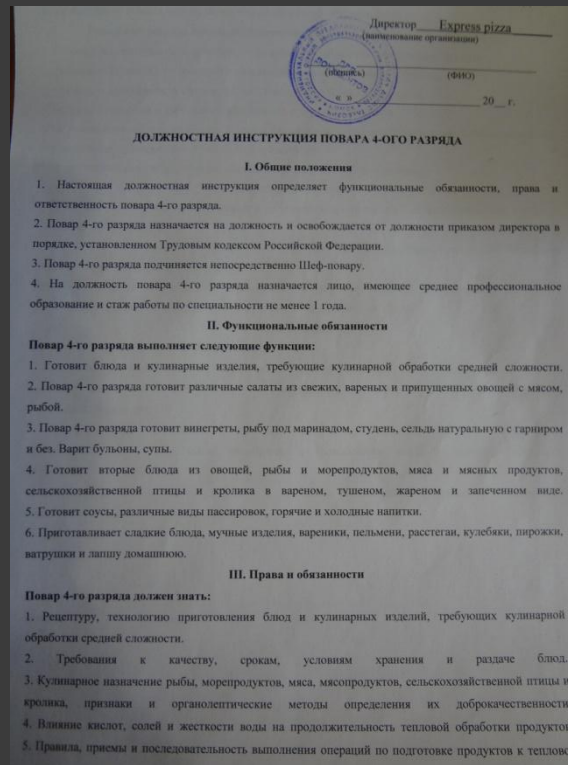 Директор Express pizza
(наименование организации)
(подпись) (ФИО)
« » 20 г.
ДОЛЖНОСТНАЯ ИНСТРУКЦИЯ ПОВАРА 4-ОГО РАЗРЯДА
I. Общие положения
1. Настоящая должностная инструкция определяет функциональные обязанности, права и
ответственность повара 4-го разряда.
2. Повар 4-го разряда назначается на должность и освобождается от должности приказом директора в
порядке, установленном Трудовым кодексом Российской Федерации.
3. Повар 4-го разряда подчиняется непосредственно Шеф-повару.
4. На должность повара 4-го разряда назначается лицо, имеющее среднее профессиональное
образование и стаж работы по специальности не менее 1 года.
II. Функциональные обязанности
Повар 4-го разряда выполняет следующие функции:
1. Готовит блюда и кулинарные изделия, требующие кулинарной обработки средней сложности.
2. Повар 4-го разряда готовит различные салаты из свежих, вареных и припущенных овощей с мясом,
рыбой.
3. Повар 4-го разряда готовит винегреты, рыбу под маринадом, студень, сельдь натуральную с гарниром
и без. Варит бульоны, супы.
4. Готовит вторые блюда из овощей, рыбы и морепродуктов, мяса и мясных продуктов,
сельскохозяйственной птицы и кролика в вареном, тушеном, жареном и запеченном виде.
5. Готовит соусы, различные виды пассировок, горячие и холодные напитки.
6. Приготавливает сладкие блюда, мучные изделия, вареники, пельмени, расстегаи, кулебяки, пирожки,
ватрушки и лапшу домашнюю.
III. Права и обязанности
Повар 4-го разряда должен знать:
1. Рецептуру, технологию приготовления блюд и кулинарных изделий, требующих кулинарной
обработки средней сложности.
2. Требования к качеству, срокам, условиям хранения и раздаче блюд.
3. Кулинарное назначение рыбы, морепродуктов, мяса, мясопродуктов, сельскохозяйственной птицы и
кролика, признаки и органолептические методы определения их доброкачественности
4. Влияние кислот, солей и жесткости воды на продолжительность тепловой обработки продуктов
5. Правила, приемы и последовательность выполнения операций по подготовке продуктов к теплово